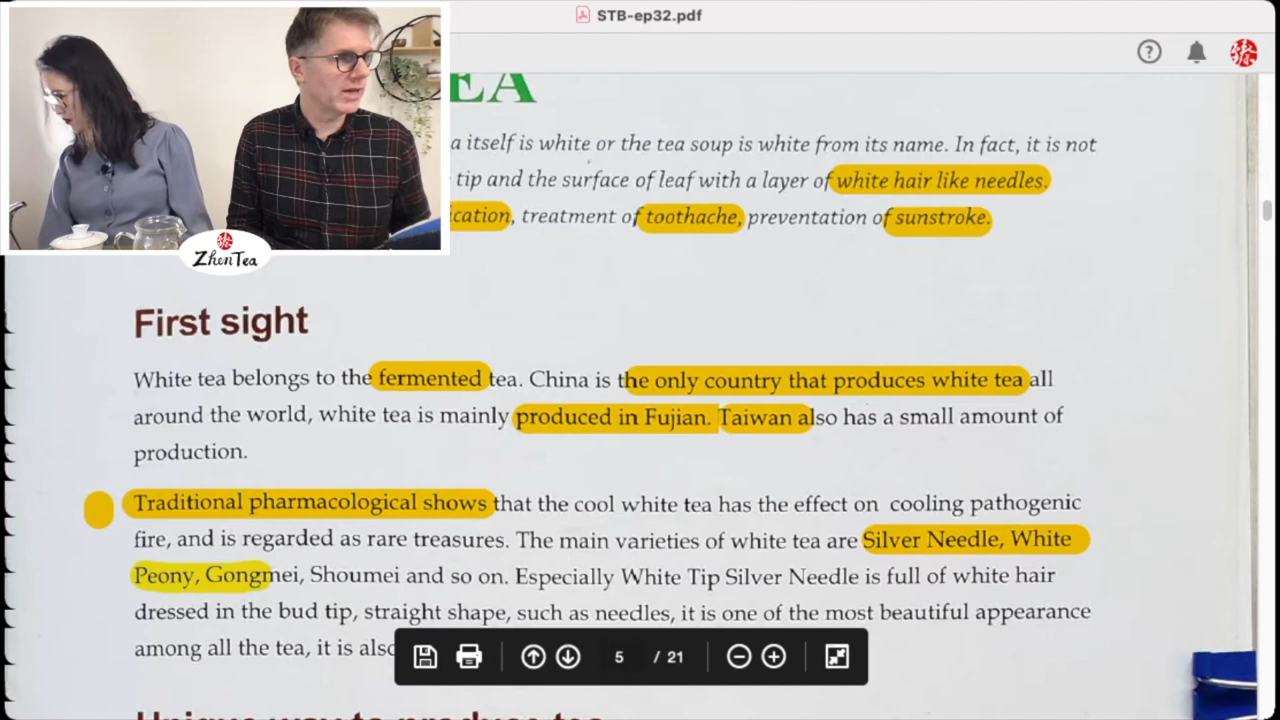 STB-ep32.pdf
EA
a itself is white or the tea soup is white from its name. In fact, it is not
tip and the surface of leaf with a layer of white hair like needles.
ication, treatment of toothache, preventation of sunstroke.
ZhenTea
First sight
White tea belongs to the fermented tea. China is the only country that produces white tea all
around the world, white tea is mainly produced in Fujian. Taiwan also has a small amount of
production.
Traditional pharmacological shows that the cool white tea has the effect on cooling pathogenic
fire, and is regarded as rare treasures. The main varieties of white tea are Silver Needle, White
Peony, Gongmei, Shoumei and so on. Especially White Tip Silver Needle is full of white hair
dressed in the bud tip, straight shape, such as needles, it is one of the most beautiful appearance
among all the tea, it is also
5 / 21
Unique way to produce tea